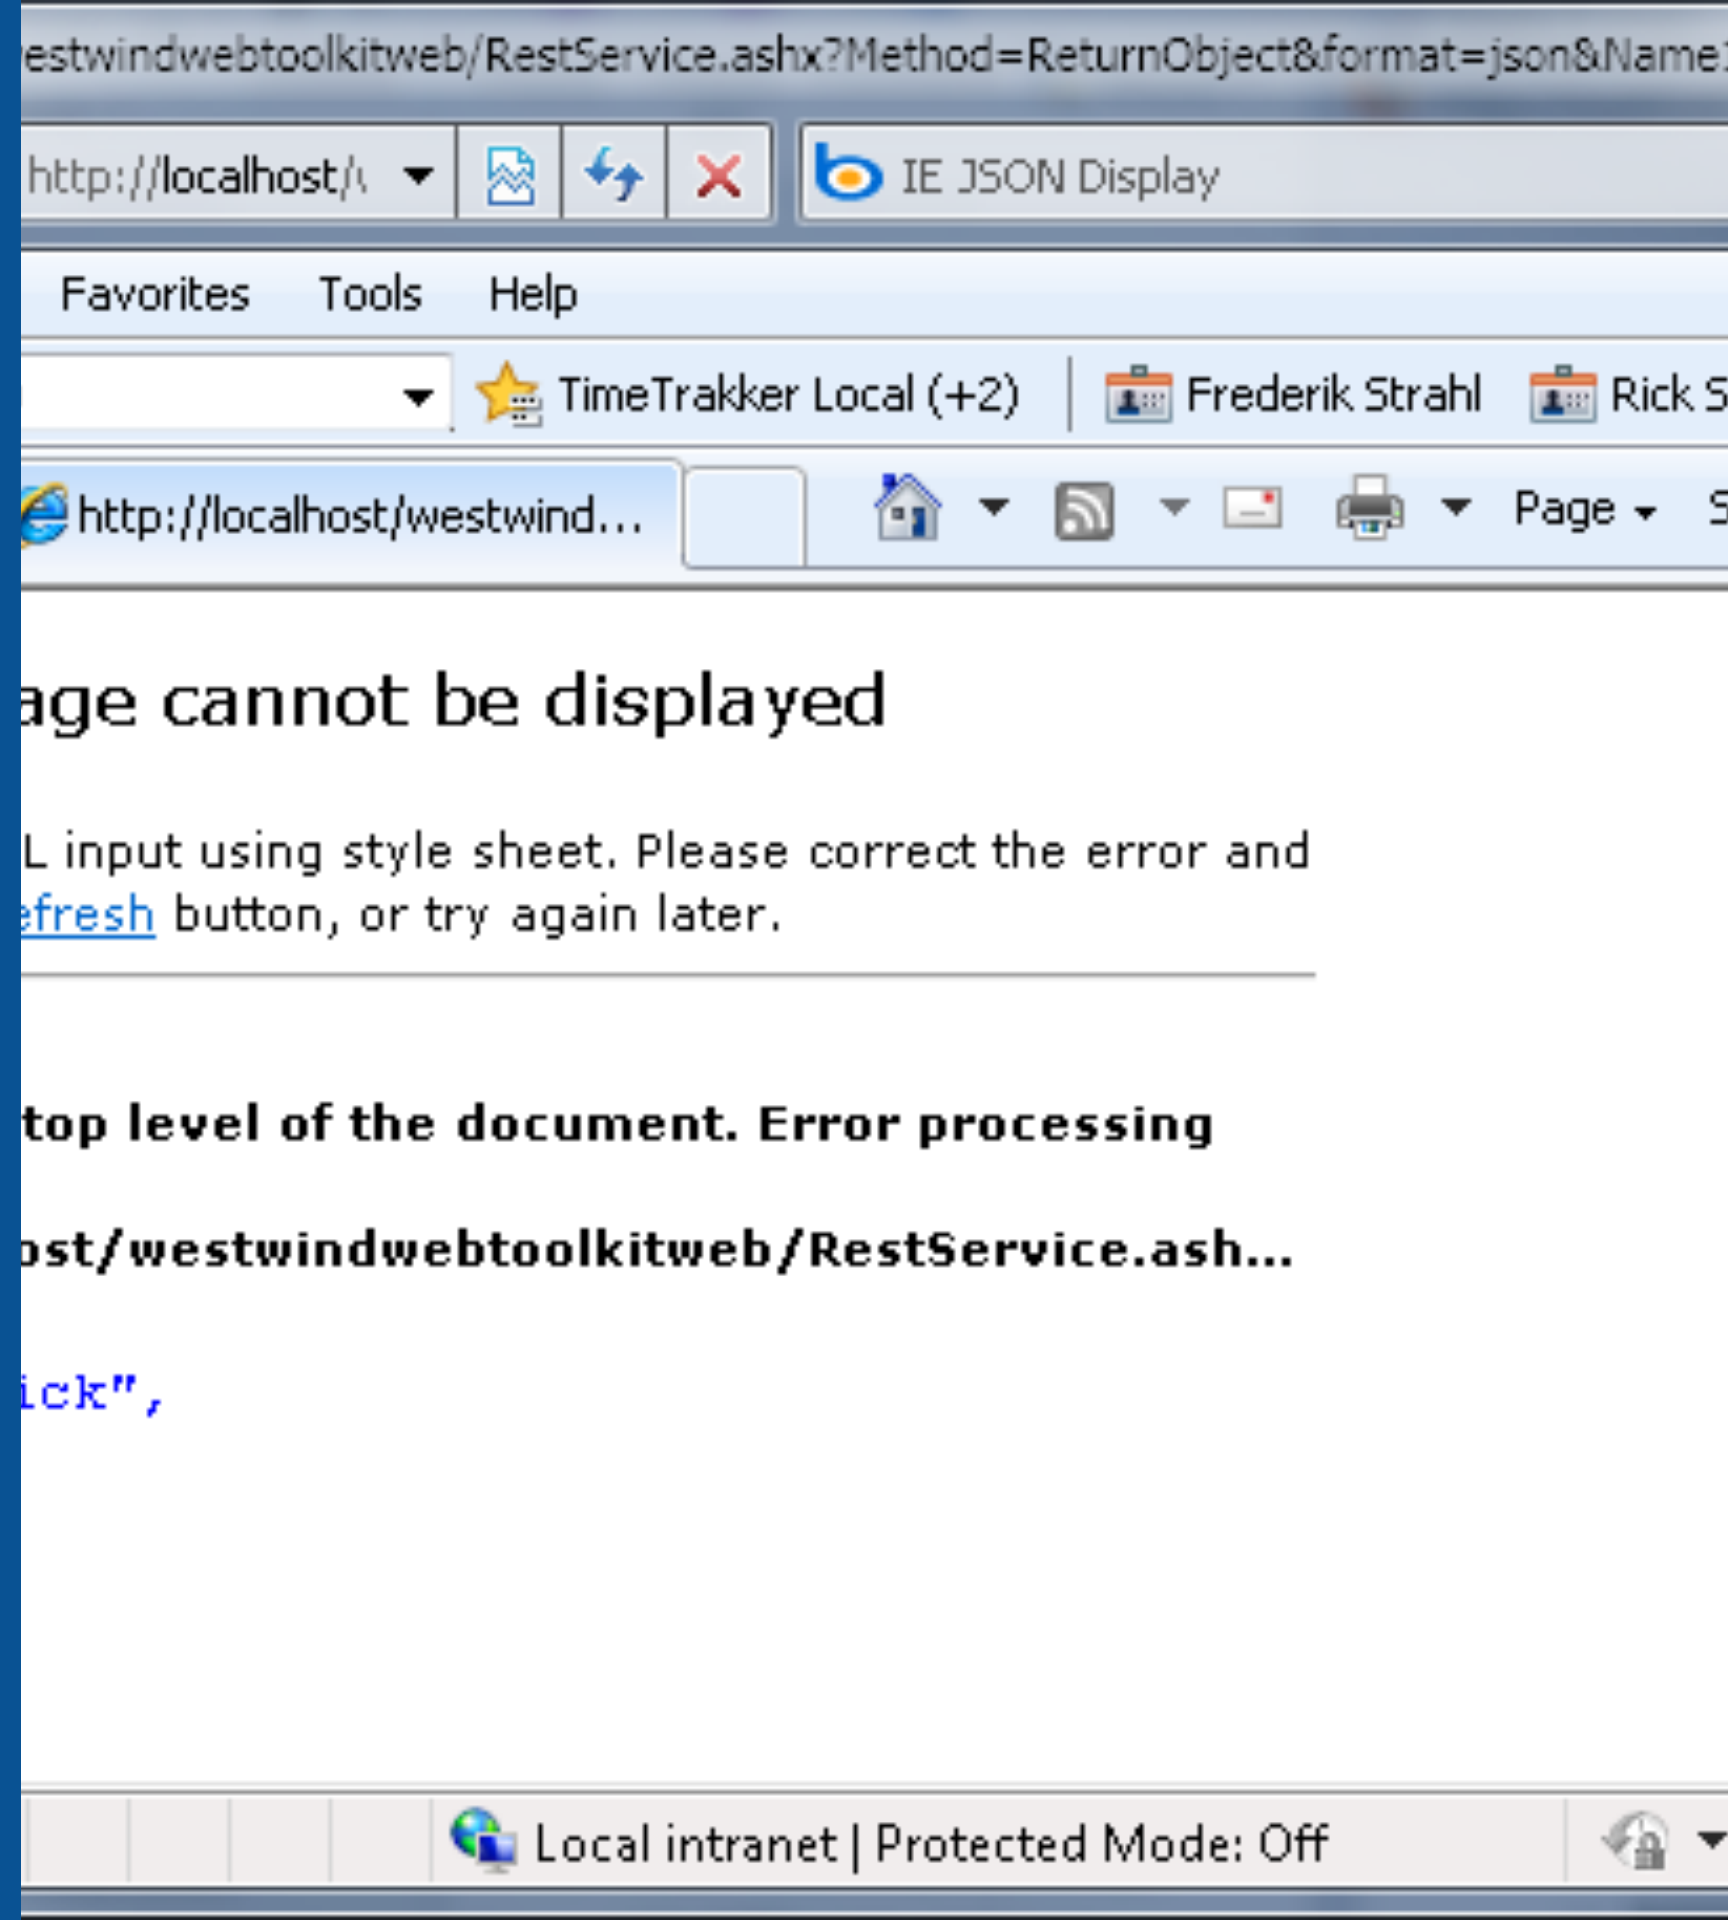 estwindwebtoolkitweb/RestService.ashx?Method=ReturnObject&format=json&Name
http://localhost/
IE JSON Display
Favorites Tools Help
TimeTrakker Local (+2) Frederik Strahl Rick S
http://localhost/westwind... Page S
age cannot be displayed
L input using style sheet. Please correct the error and
efresh button, or try again later.
top level of the document. Error processing
ost/westwindwebtoolkitweb/RestService.ash...
ick",
Local intranet | Protected Mode: Off